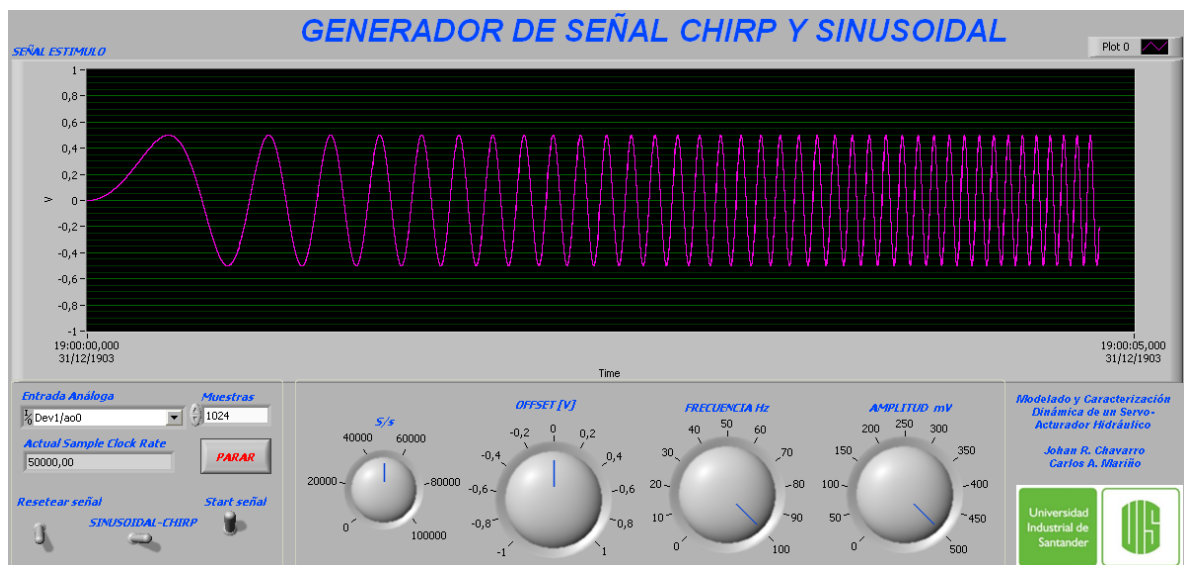 GENERADOR DE SEÑAL CHIRP Y SINUSOIDAL
SEÑAL ESTIMULO
Plot 0
1
0,8
0,6
0,4
0,2
0
-0,2
-0,4
-0,6
-0,8
-1
V
19:00:00,000
31/12/1903
19:00:05,000
31/12/1903
Time
Entrada Análoga
Muestras
Dev1/ao0
1024
Actual Sample Clock Rate
50000,00
PARAR
Resetear señal
Start señal
SINUSOIDAL-CHIRP
S/s
0
20000
40000
60000
80000
100000
OFFSET [V]
-1
-0,8
-0,6
-0,4
-0,2
0
0,2
0,4
0,6
0,8
1
FRECUENCIA Hz
0
10
20
30
40
50
60
70
80
90
100
AMPLITUD mV
0
50
100
150
200
250
300
350
400
450
500
Modelado y Caracterización
Dinámica de un Servo-
Acturador Hidráulico
Johan R. Chavarro
Carlos A. Mariño
Universidad
Industrial de
Santander
UIS